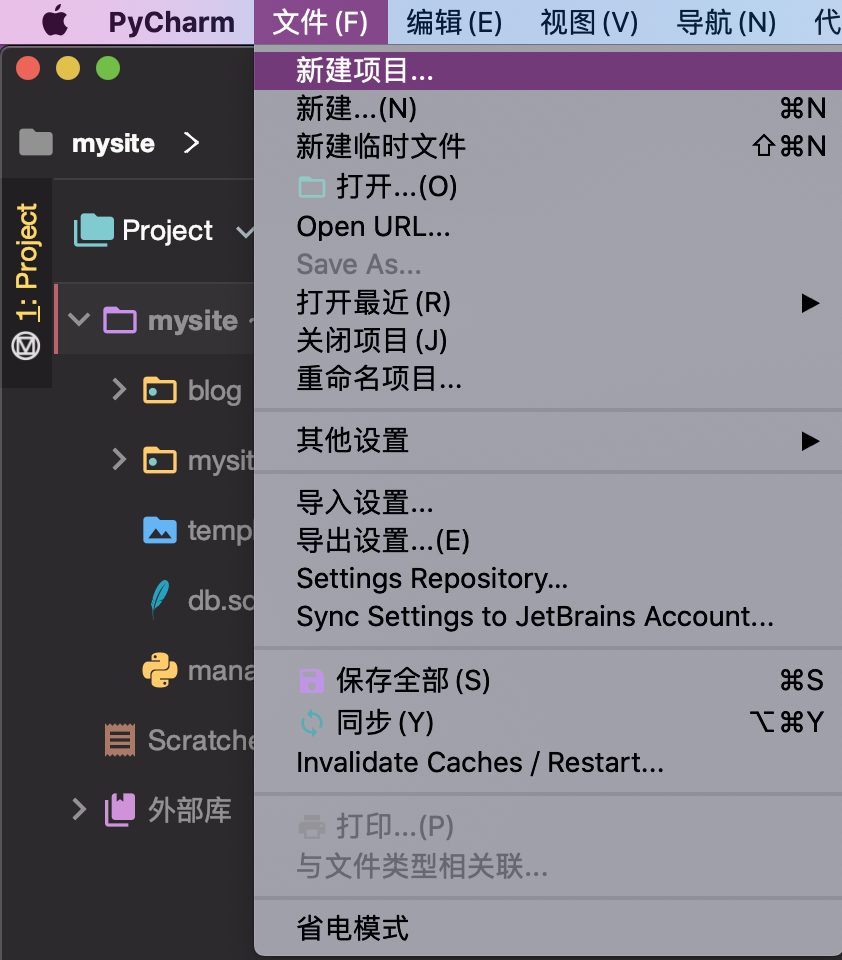 PyCharm 文件 (F) 编辑 (E) 视图 (V) 导航 (N) 代
新建项目...
mysite
新建...(N) ⌘N
新建临时文件 ⇧⌘N
1: Project
Project
打开...(O)
Open URL...
Save As...
打开最近 (R)
关闭项目 (J)
重命名项目...
mysite ~
blog
mysit
templ
db.sq
mana
Scratche
外部库
其他设置
导入设置...
导出设置...(E)
Settings Repository...
Sync Settings to JetBrains Account...
保存全部 (S) ⌘S
同步 (Y) ⌥⌘Y
Invalidate Caches / Restart...
打印...(P)
与文件类型相关联...
省电模式